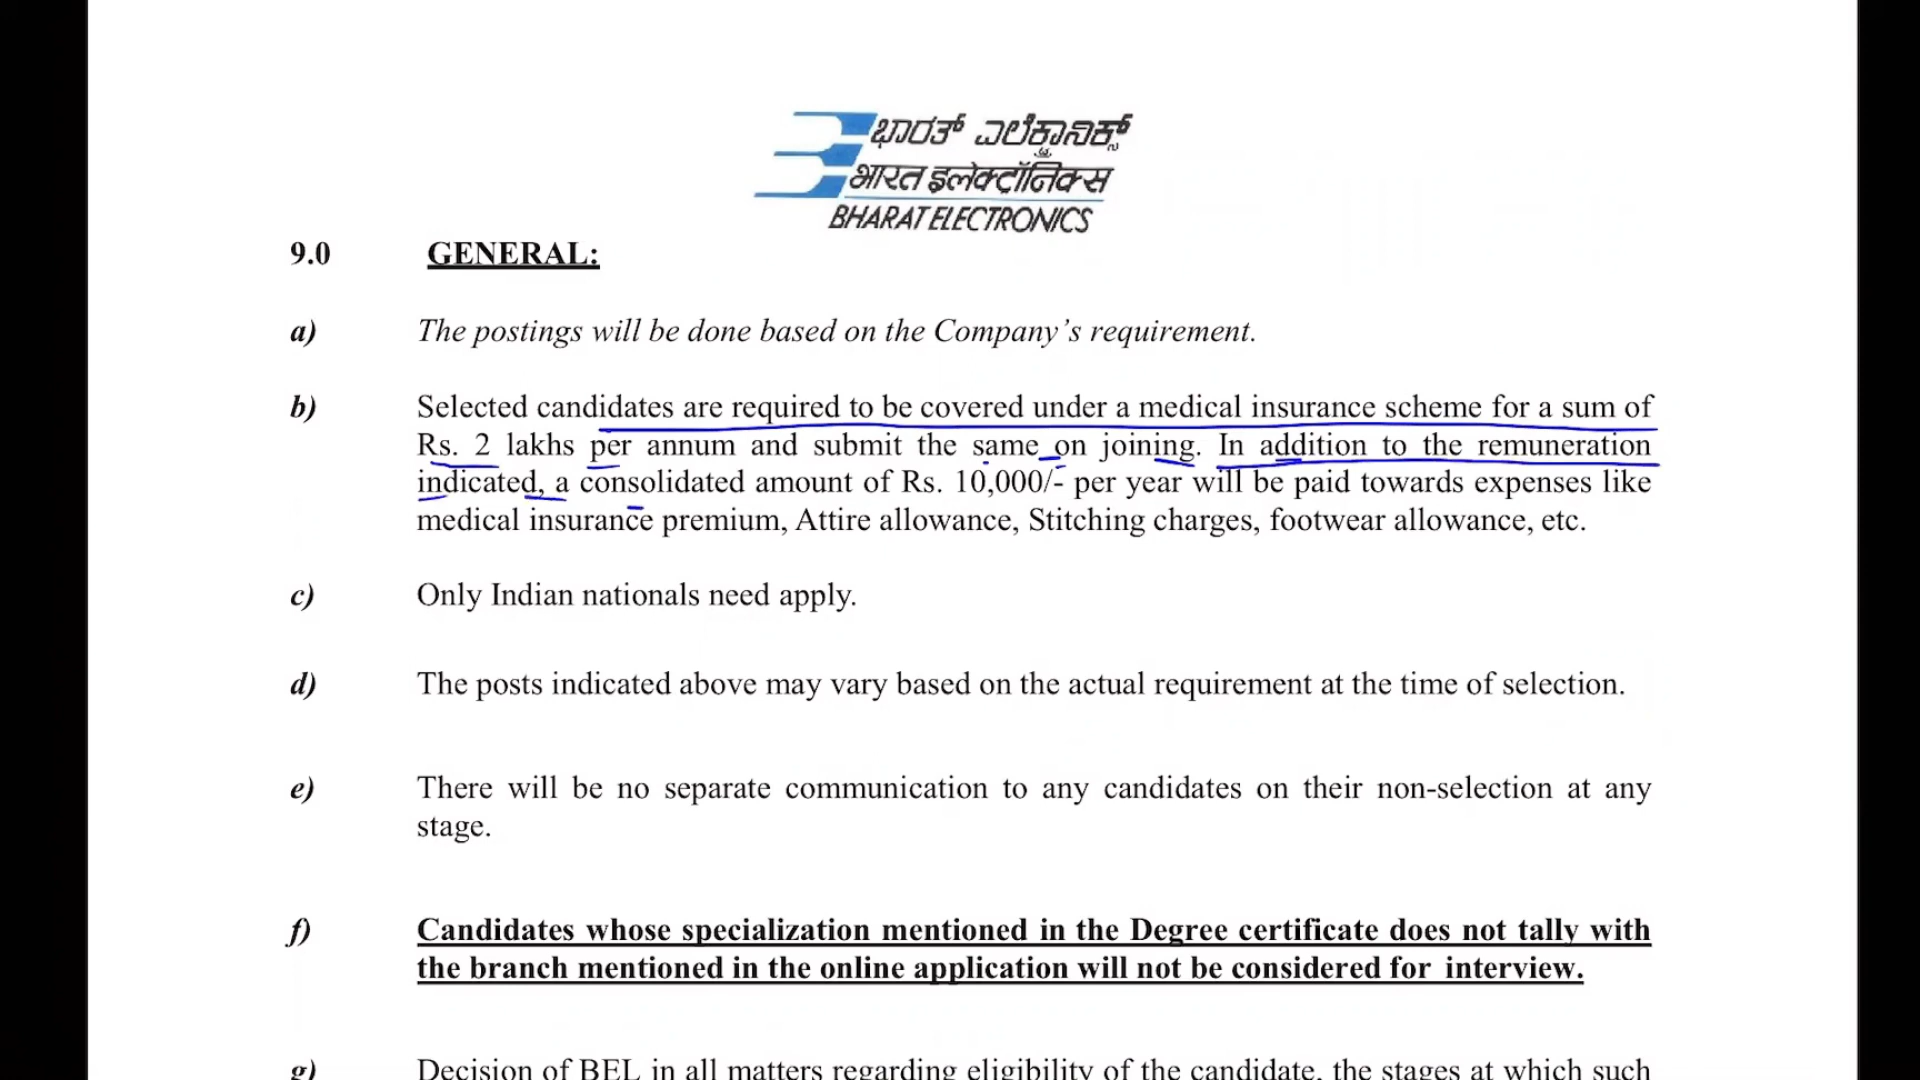 ಭಾರತ್ ಎಲೆಕ್ಟ್ರಾನಿಕ್ಸ್
भारत इलेक्ट्रॉनिक्स
BHARAT ELECTRONICS
9.0 GENERAL:
a) The postings will be done based on the Company’s requirement.
b) Selected candidates are required to be covered under a medical insurance scheme for a sum of
Rs. 2 lakhs per annum and submit the same on joining. In addition to the remuneration
indicated, a consolidated amount of Rs. 10,000/- per year will be paid towards expenses like
medical insurance premium, Attire allowance, Stitching charges, footwear allowance, etc.
c) Only Indian nationals need apply.
d) The posts indicated above may vary based on the actual requirement at the time of selection.
e) There will be no separate communication to any candidates on their non-selection at any
stage.
f) Candidates whose specialization mentioned in the Degree certificate does not tally with
the branch mentioned in the online application will not be considered for interview.
g) Decision of BEL in all matters regarding eligibility of the candidate, the stages at which such